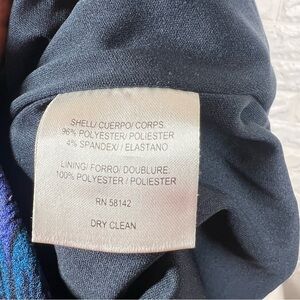 SHELL/ CUERPO/ CORPS.
96% POLYESTER/ POLIESTER
4% SPANDEX/ / ELASTANO
LINING/ FORRO/ DOUBLURE.
100% POLYESTER / POLIESTER
RN 58142
DRY CLEAN